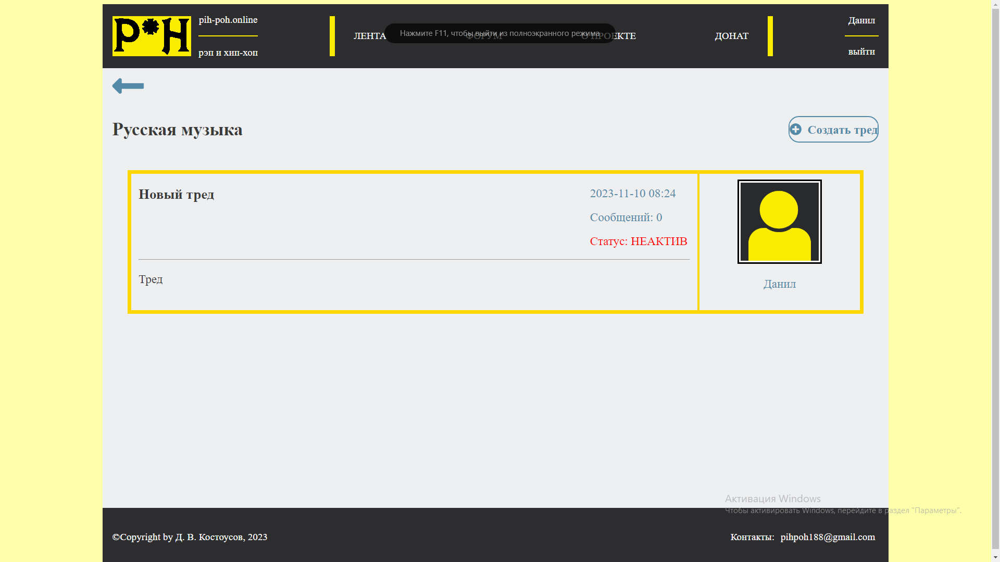 P*H
pih-poh.online
рэп и хип-хоп
ЛЕНТА
ФОРУМ
О ПРОЕКТЕ
ДОНАТ
Нажмите F11, чтобы выйти из полноэкранного режима
Данил
выйти
Русская музыка
Создать тред
Новый тред
2023-11-10 08:24
Сообщений: 0
Статус: НЕАКТИВ
Тред
Данил
Активация Windows
Чтобы активировать Windows, перейдите в раздел "Параметры".
©Copyright by Д. В. Костоусов, 2023
Контакты: pihpoh188@gmail.com